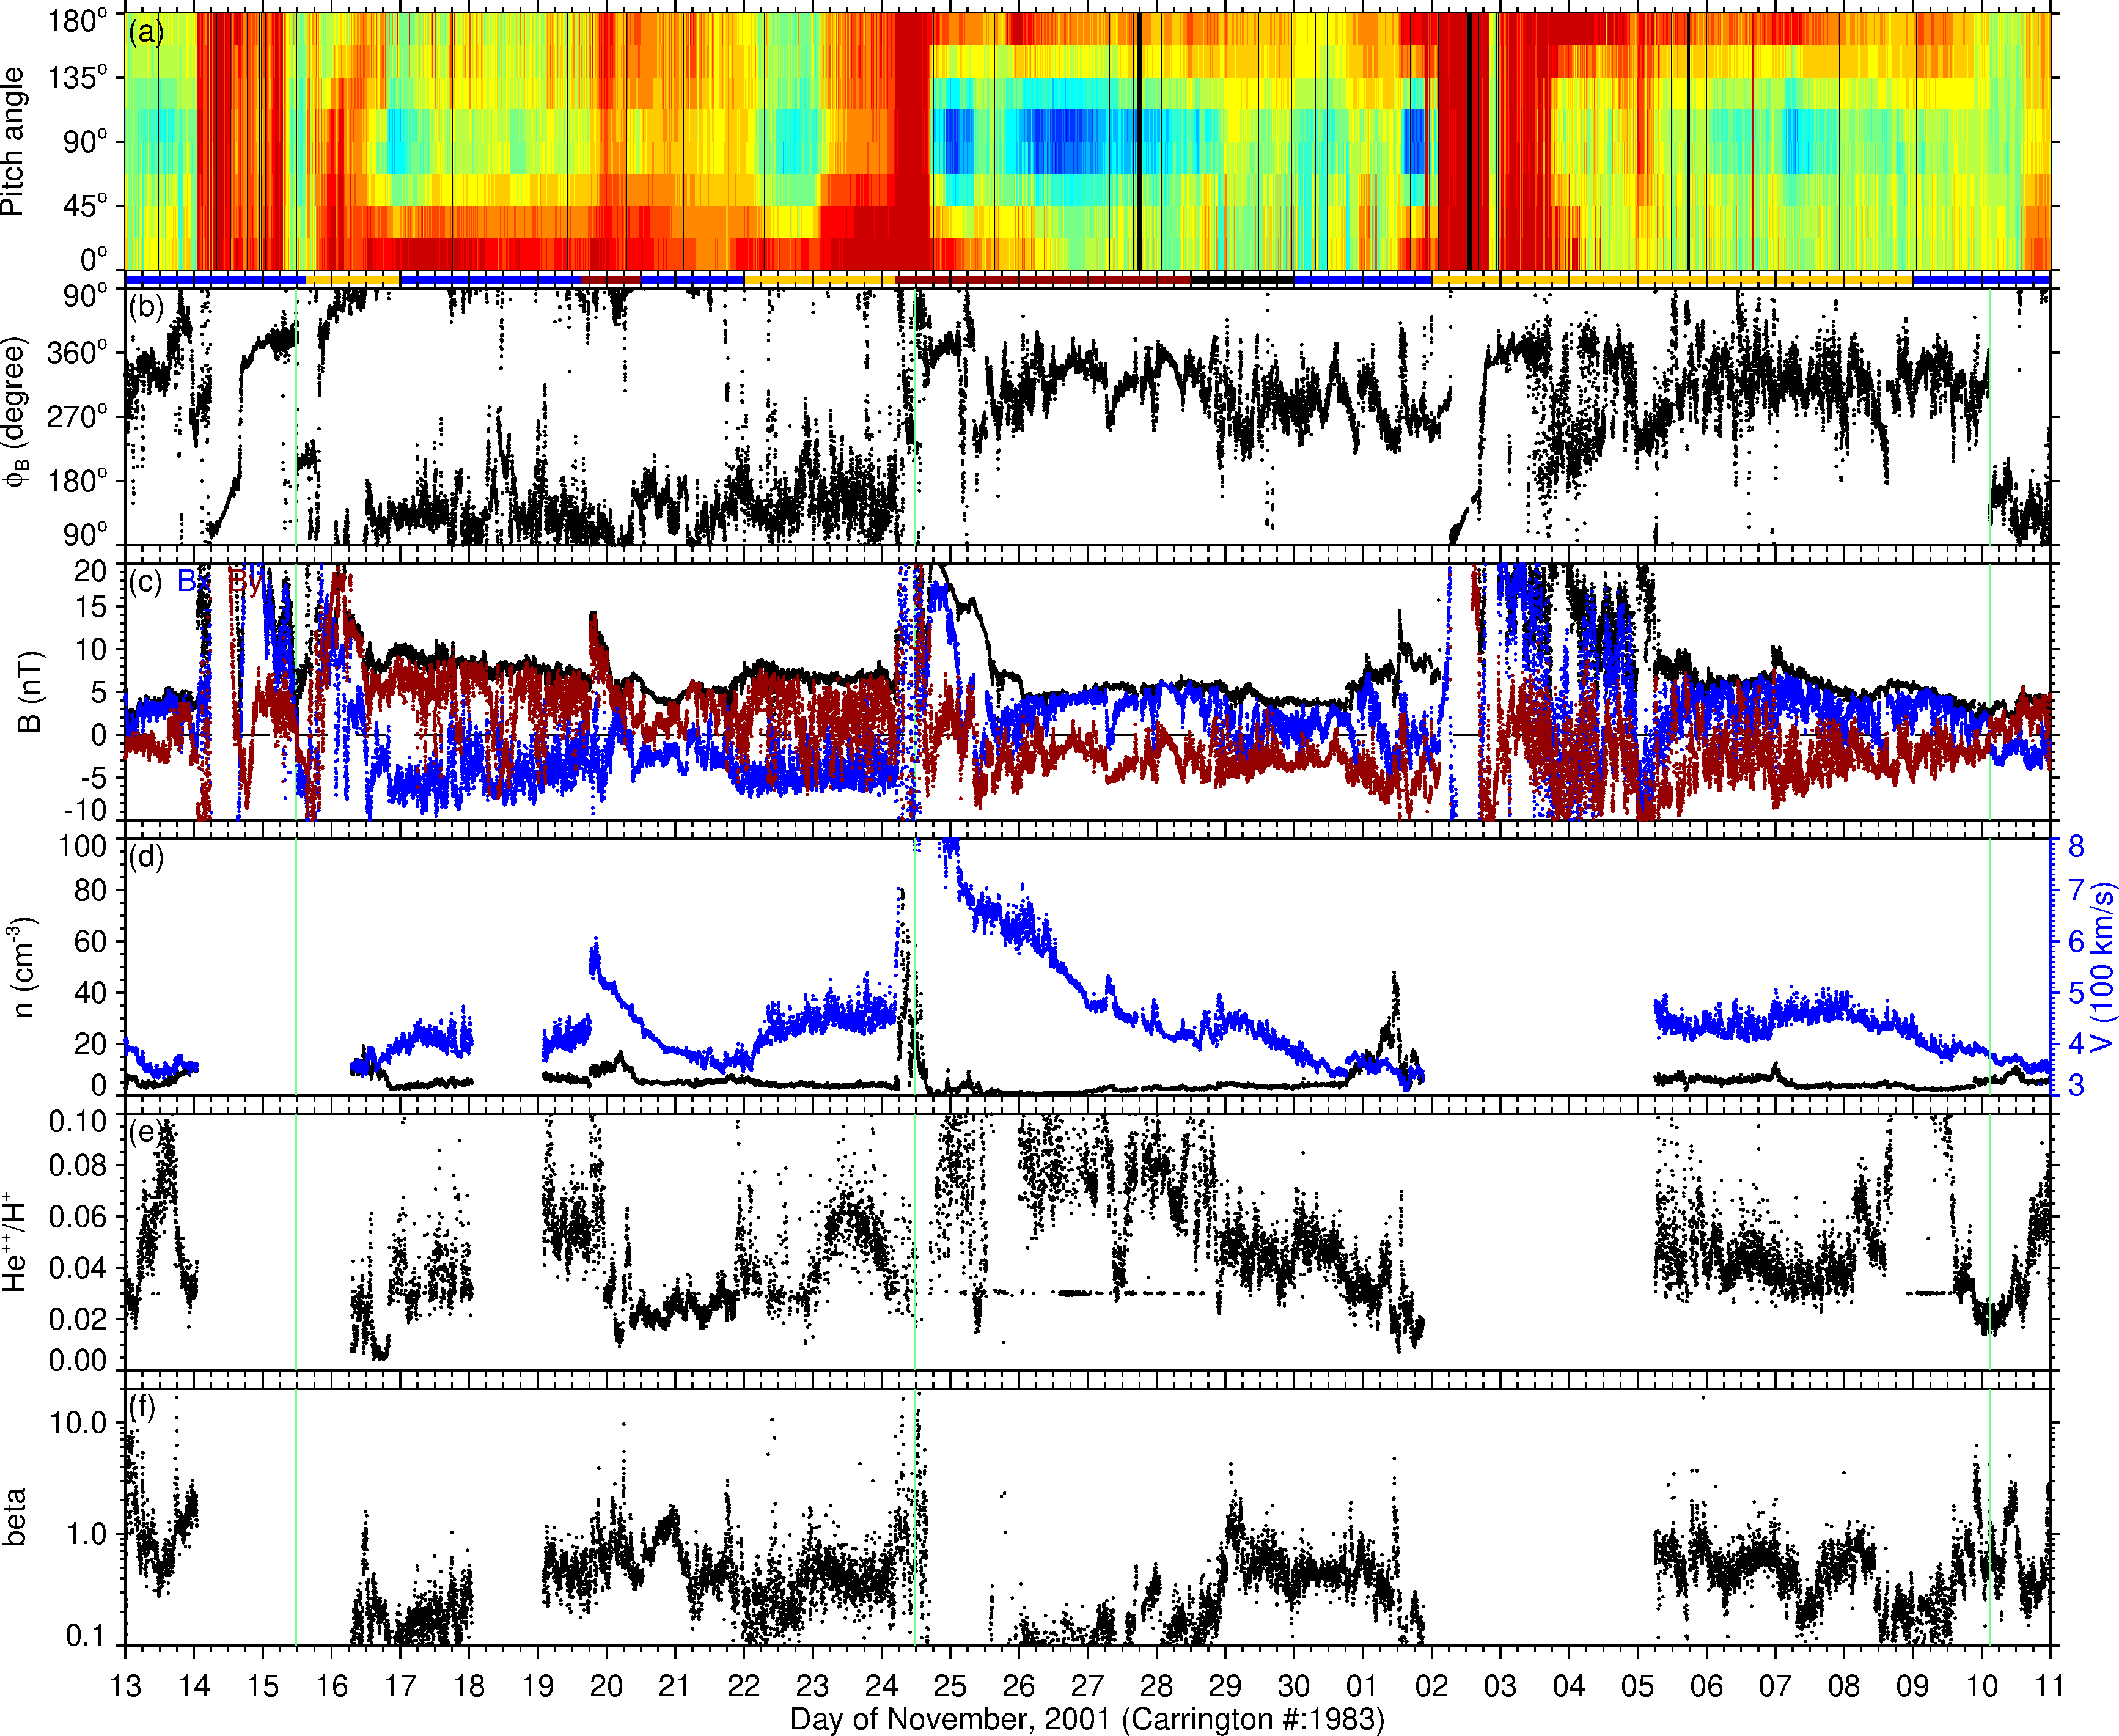 (a)
180°
135°
90°
45°
0°
Pitch angle
(b)
90°
360°
270°
180°
90°
ϕB (degree)
(c) B By
20
15
10
5
0
-5
-10
B (nT)
(d)
100
80
60
40
20
0
n (cm-3)
8
7
6
5
4
3
V (100 km/s)
(e)
0.10
0.08
0.06
0.04
0.02
0.00
He++/H+
(f)
10.0
1.0
0.1
beta
13 14 15 16 17 18 19 20 21 22 23 24 25 26 27 28 29 30 01 02 03 04 05 06 07 08 09 10 11
Day of November, 2001 (Carrington #:1983)